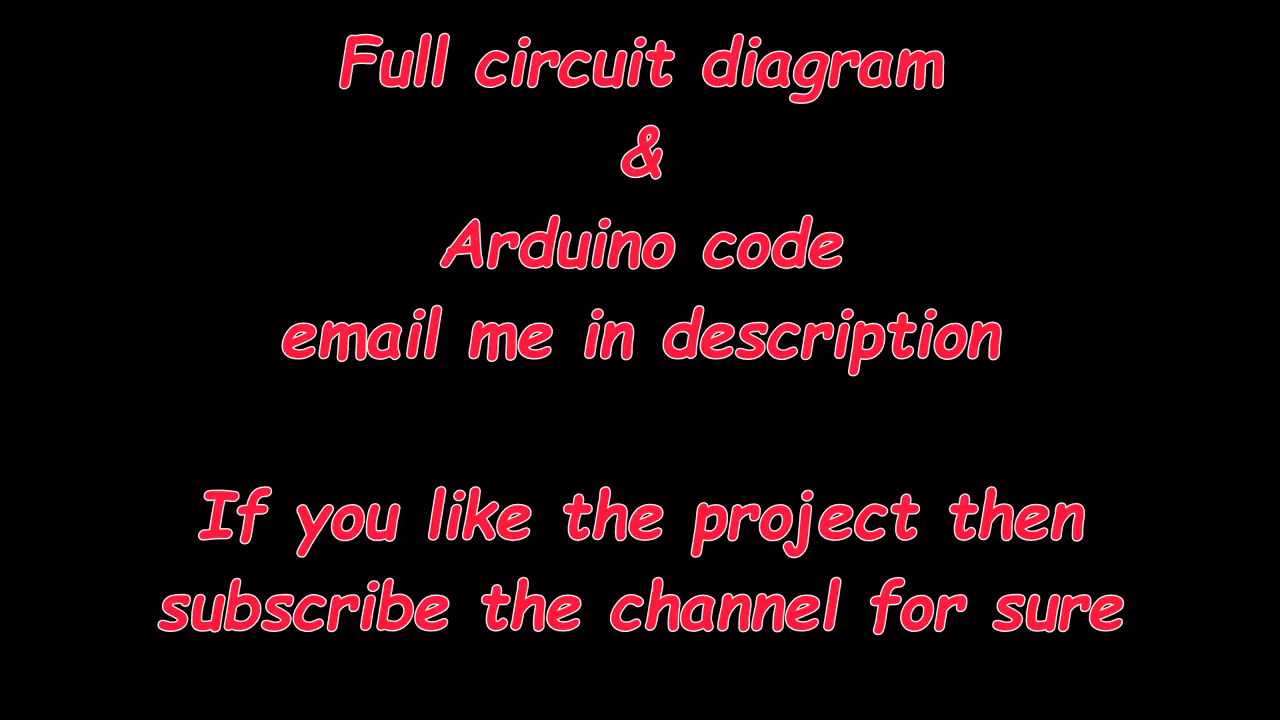 Full circuit diagram
&
Arduino code
email me in description
If you like the project then
subscribe the channel for sure